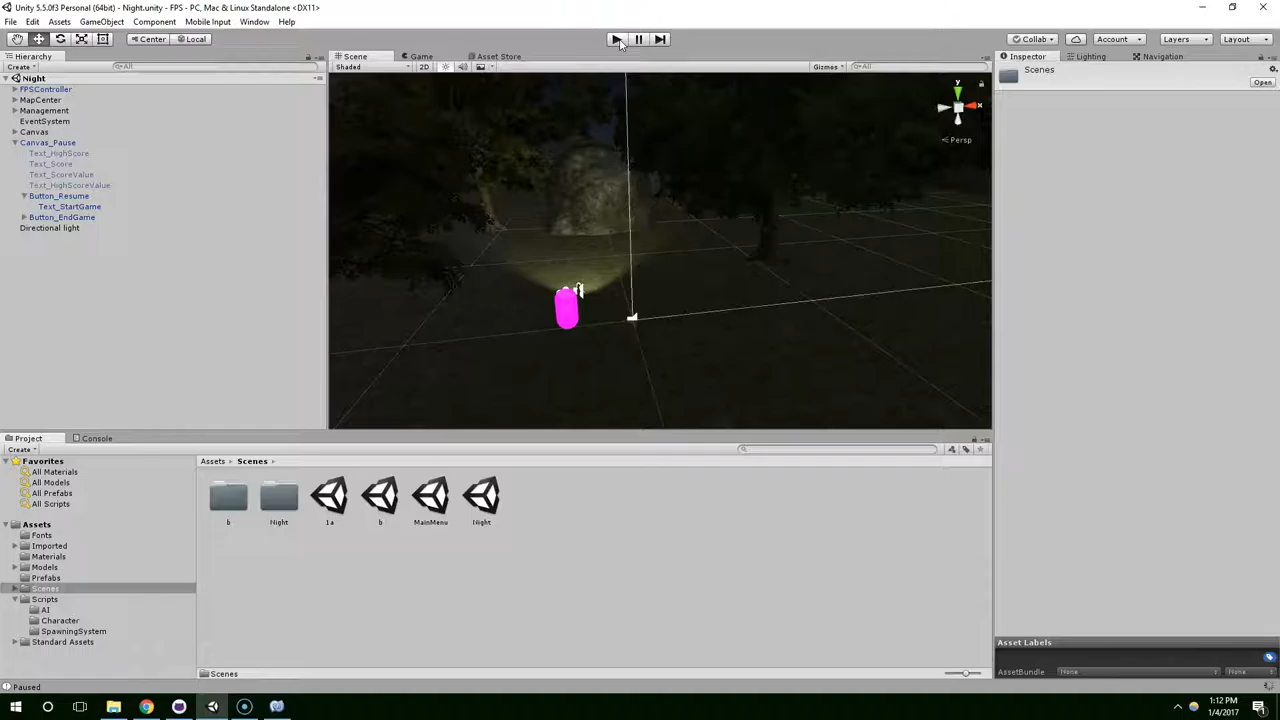 Unity 5.5.0f3 Personal (64bit) - Night.unity - FPS - PC, Mac & Linux Standalone <DX11>
File Edit Assets GameObject Component Mobile Input Window Help
Center Local Collab Account Layers Layout
Hierarchy
Create All
Night
FPSController
MapCenter
Management
EventSystem
Canvas
Canvas_Pause
Text_HighScore
Text_Score
Text_ScoreValue
Text_HighScoreValue
Button_Resume
Text_StartGame
Button_EndGame
Directional light
Scene Game Asset Store
Shaded 2D Gizmos All
y
x
Persp
Inspector Lighting Navigation
Scenes
Open
Project Console
Create
Favorites
All Materials
All Models
All Prefabs
All Scripts
Assets
Fonts
Imported
Materials
Models
Prefabs
Scenes
Scripts
AI
Character
SpawningSystem
Standard Assets
Assets Scenes
b Night 1a b MainMenu Night
Scenes
Asset Labels
AssetBundle None None
Paused
1:12 PM
1/4/2017